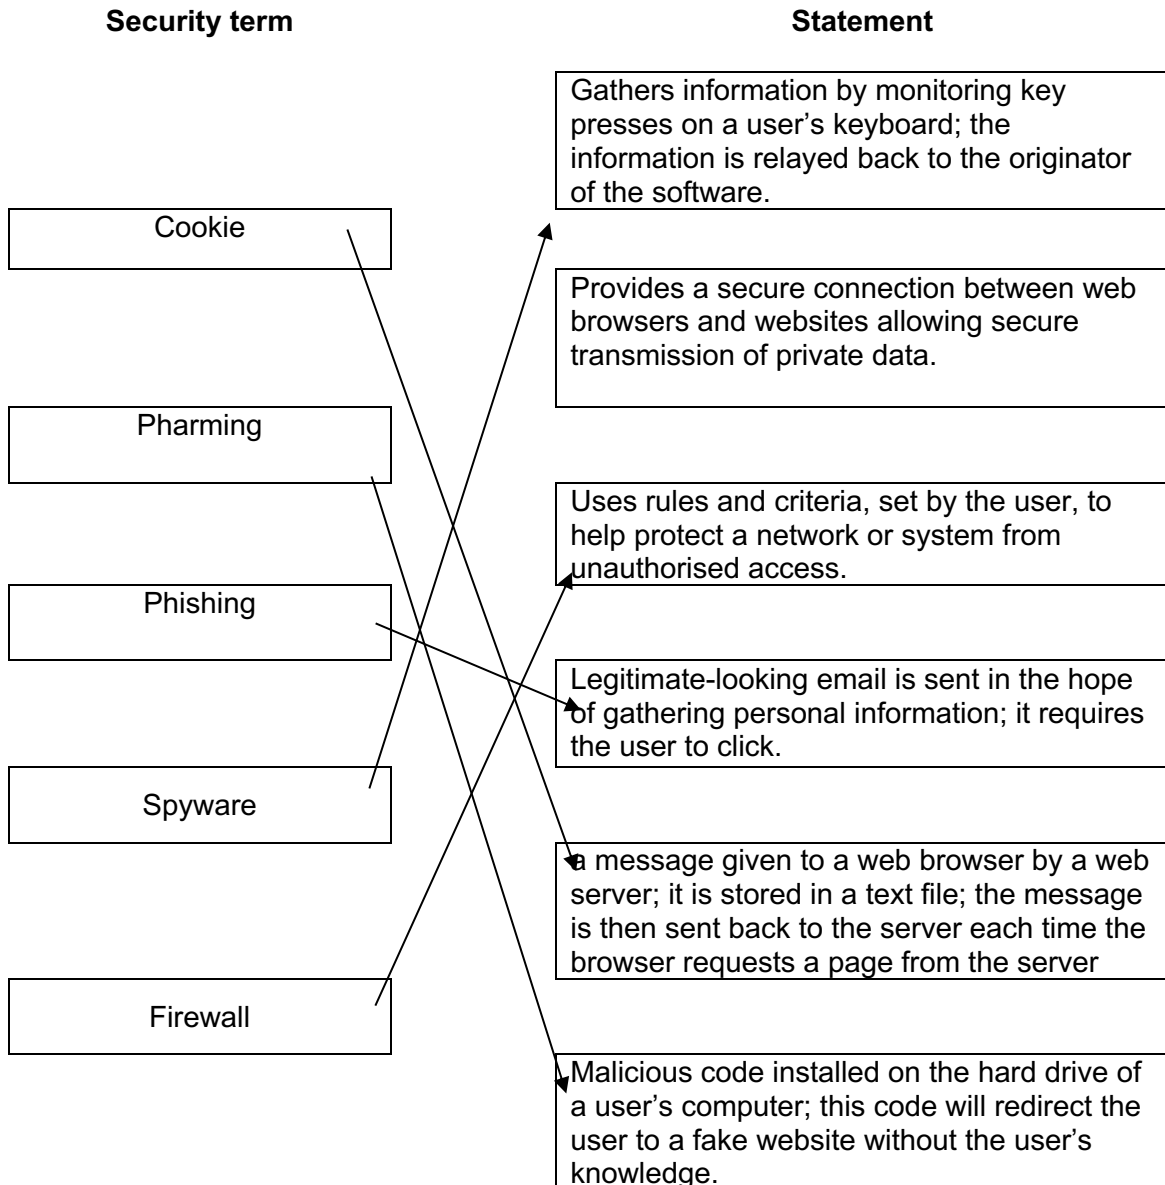 Security term
Statement
Gathers information by monitoring key
presses on a user’s keyboard; the
information is relayed back to the originator
of the software.
Cookie
Provides a secure connection between web
browsers and websites allowing secure
transmission of private data.
Pharming
Uses rules and criteria, set by the user, to
help protect a network or system from
unauthorised access.
Phishing
Legitimate-looking email is sent in the hope
of gathering personal information; it requires
the user to click.
Spyware
a message given to a web browser by a web
server; it is stored in a text file; the message
is then sent back to the server each time the
browser requests a page from the server
Firewall
Malicious code installed on the hard drive of
a user’s computer; this code will redirect the
user to a fake website without the user’s
knowledge.